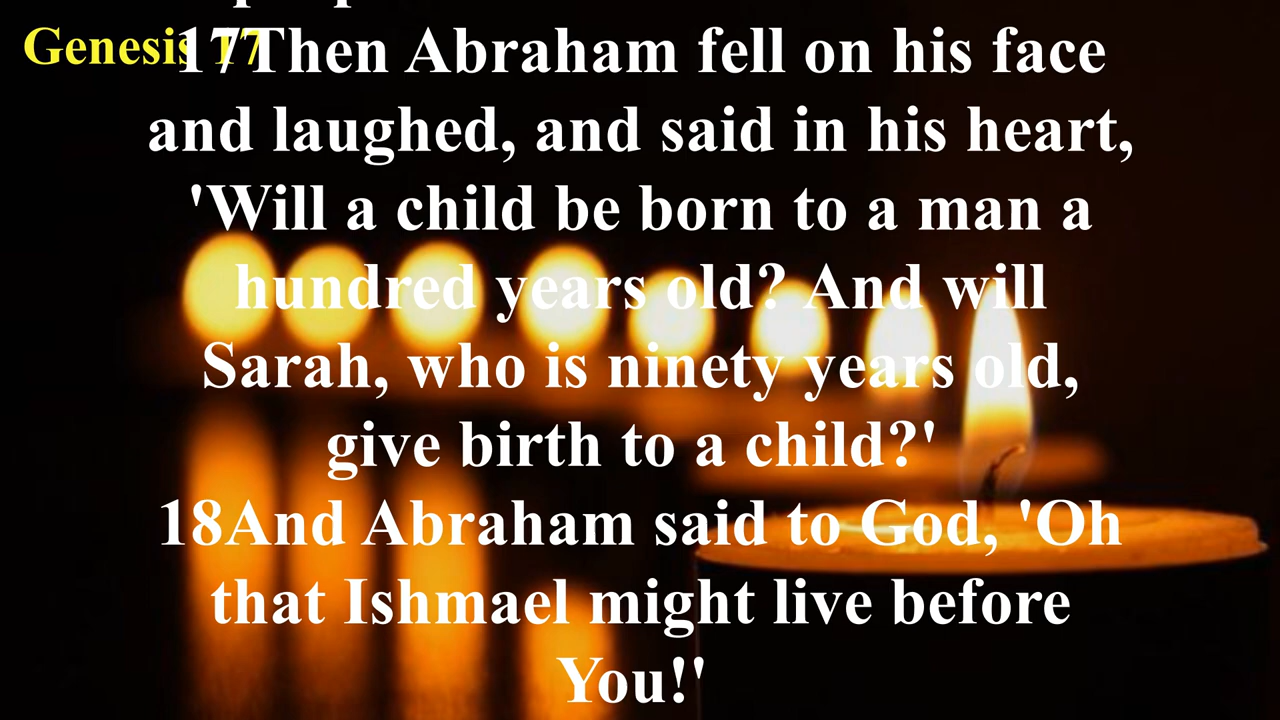 Genesis 17
17Then Abraham fell on his face
and laughed, and said in his heart,
'Will a child be born to a man a
hundred years old? And will
Sarah, who is ninety years old,
give birth to a child?'
18And Abraham said to God, 'Oh
that Ishmael might live before
You!'